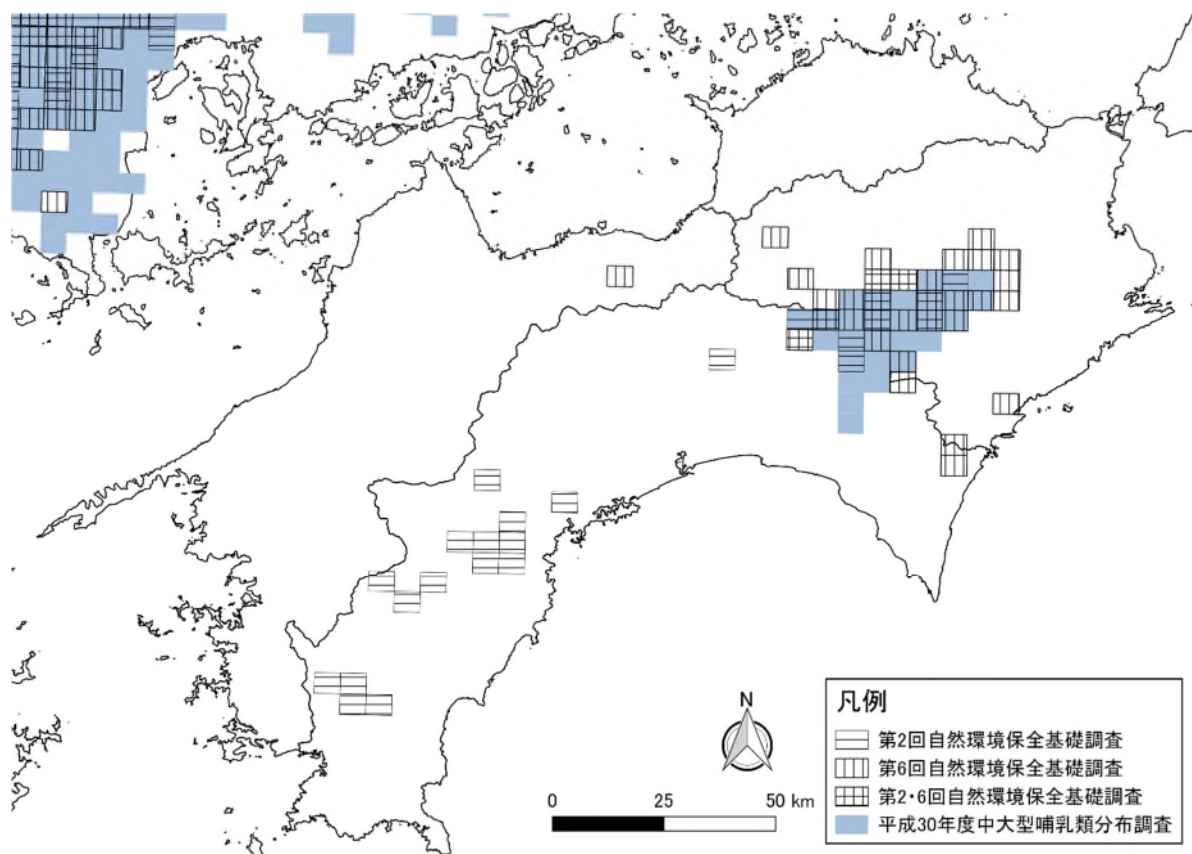 N
0 25 50 km
凡例
第2回自然環境保全基礎調査
第6回自然環境保全基礎調査
第2・6回自然環境保全基礎調査
平成30年度中大型哺乳類分布調査